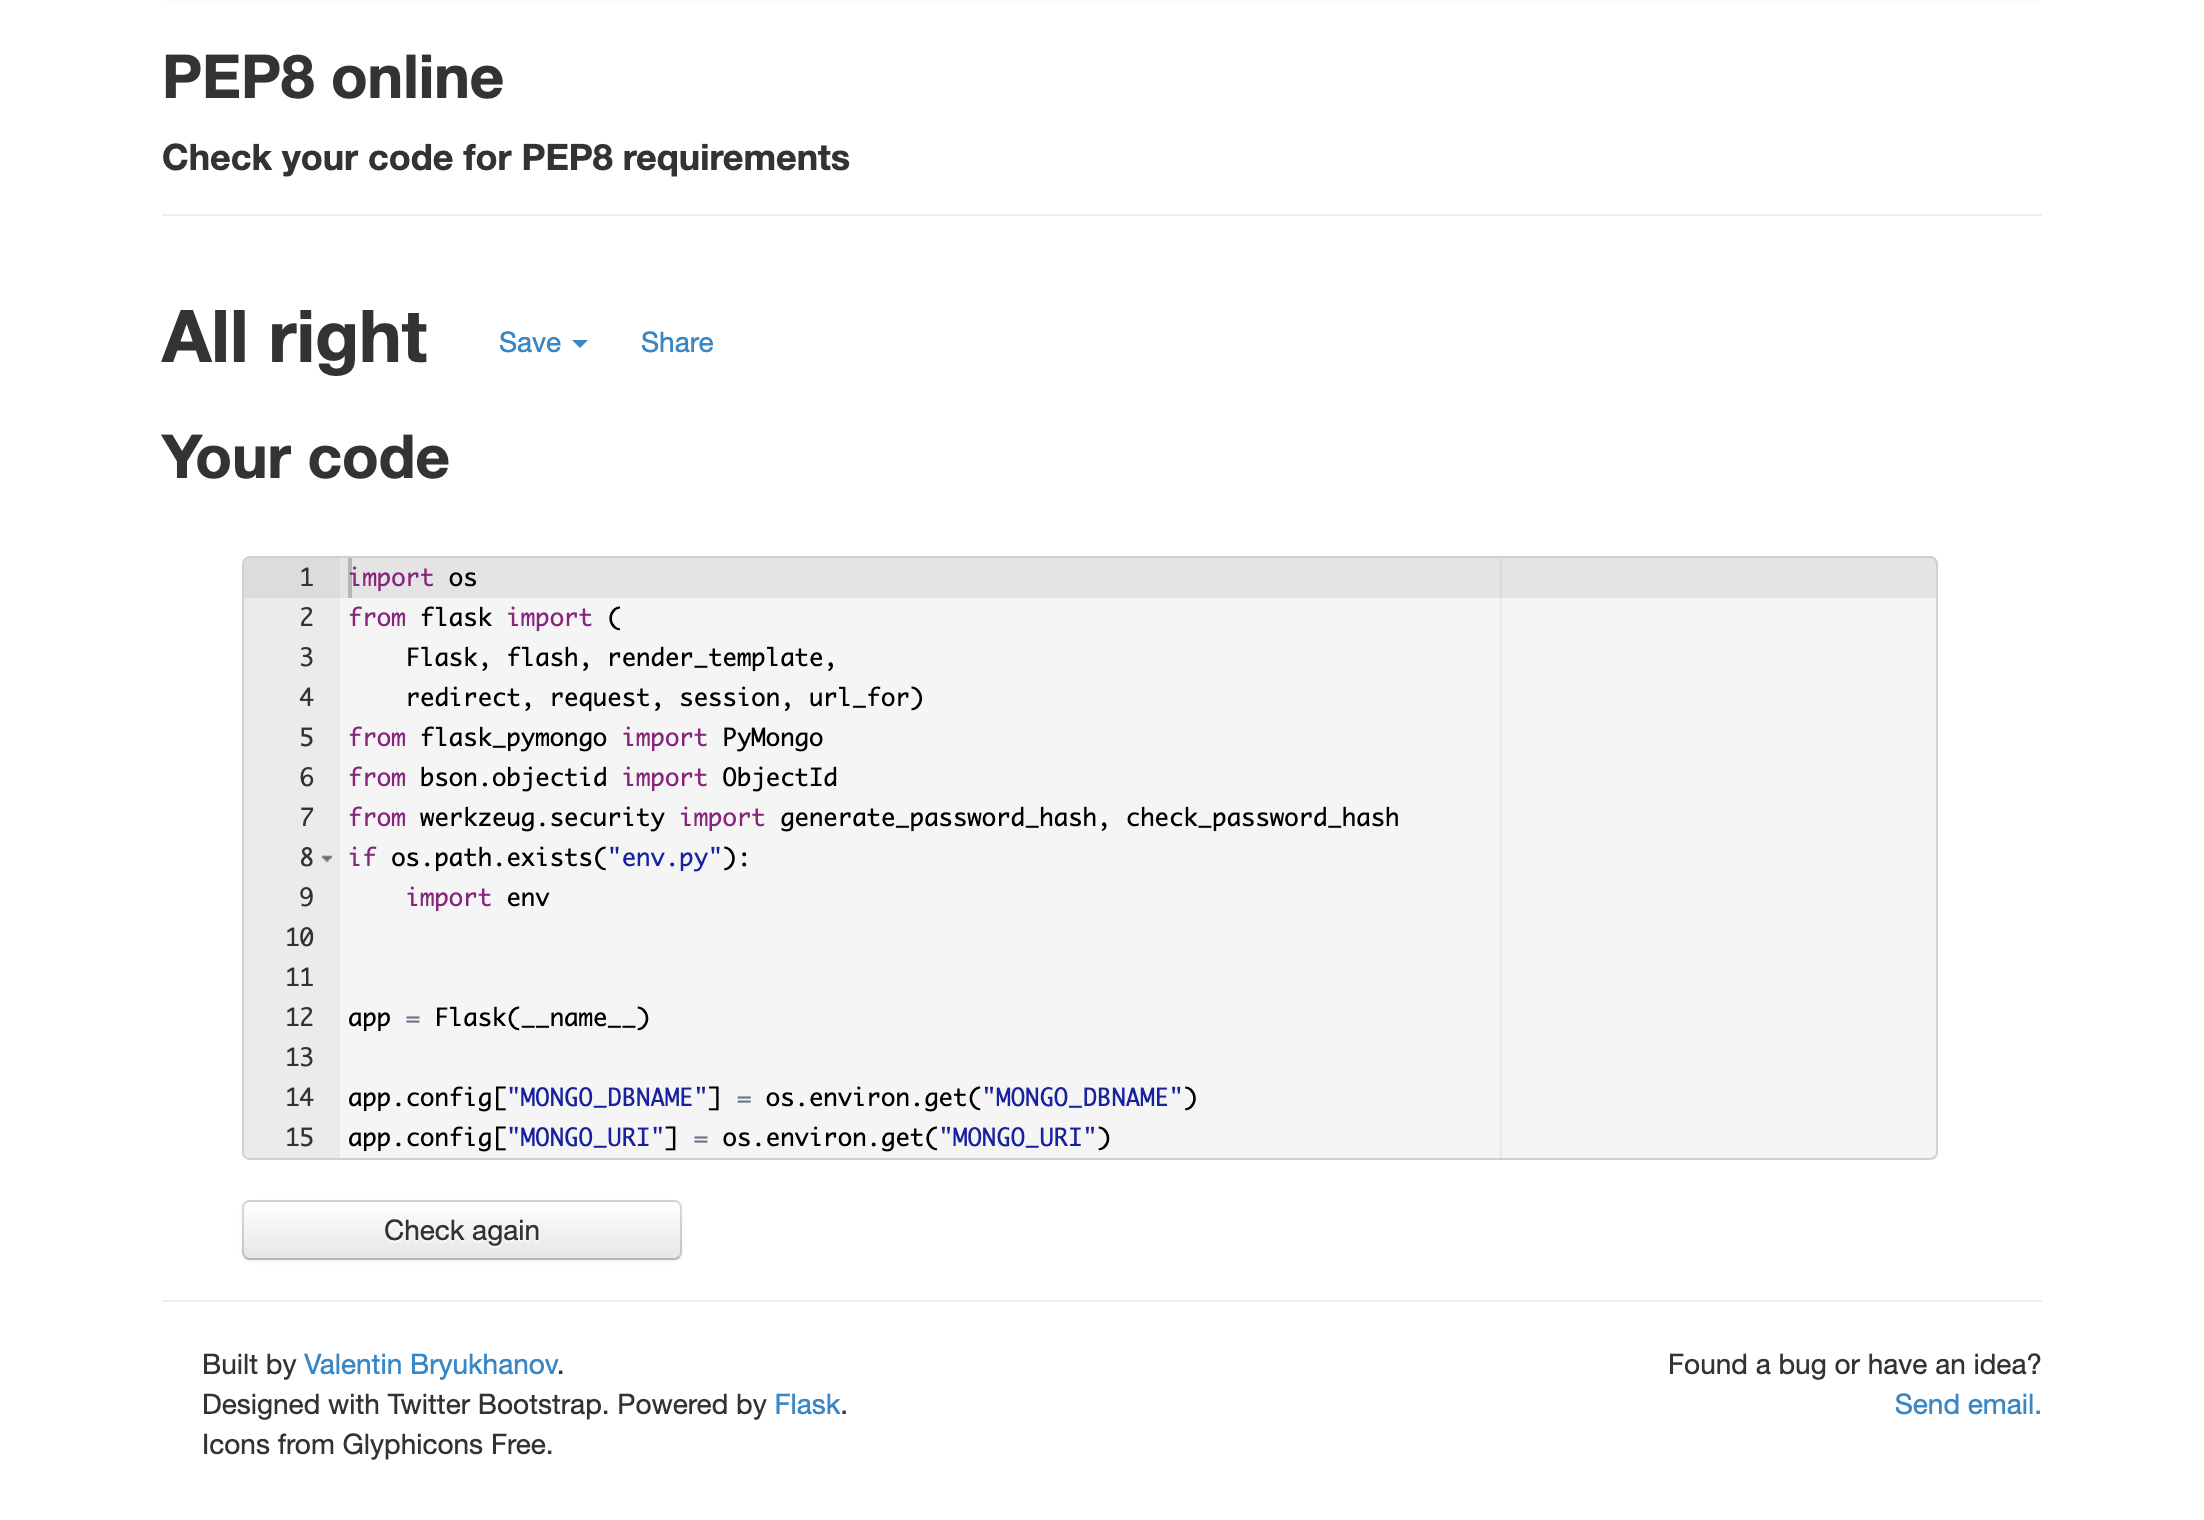 PEP8 online
Check your code for PEP8 requirements
All right Save Share
Your code
1 import os
2 from flask import (
3     Flask, flash, render_template,
4     redirect, request, session, url_for)
5 from flask_pymongo import PyMongo
6 from bson.objectid import ObjectId
7 from werkzeug.security import generate_password_hash, check_password_hash
8 if os.path.exists("env.py"):
9     import env
10
11
12 app = Flask(__name__)
13
14 app.config["MONGO_DBNAME"] = os.environ.get("MONGO_DBNAME")
15 app.config["MONGO_URI"] = os.environ.get("MONGO_URI")
Check again
Built by Valentin Bryukhanov.
Designed with Twitter Bootstrap. Powered by Flask.
Icons from Glyphicons Free.
Found a bug or have an idea?
Send email.